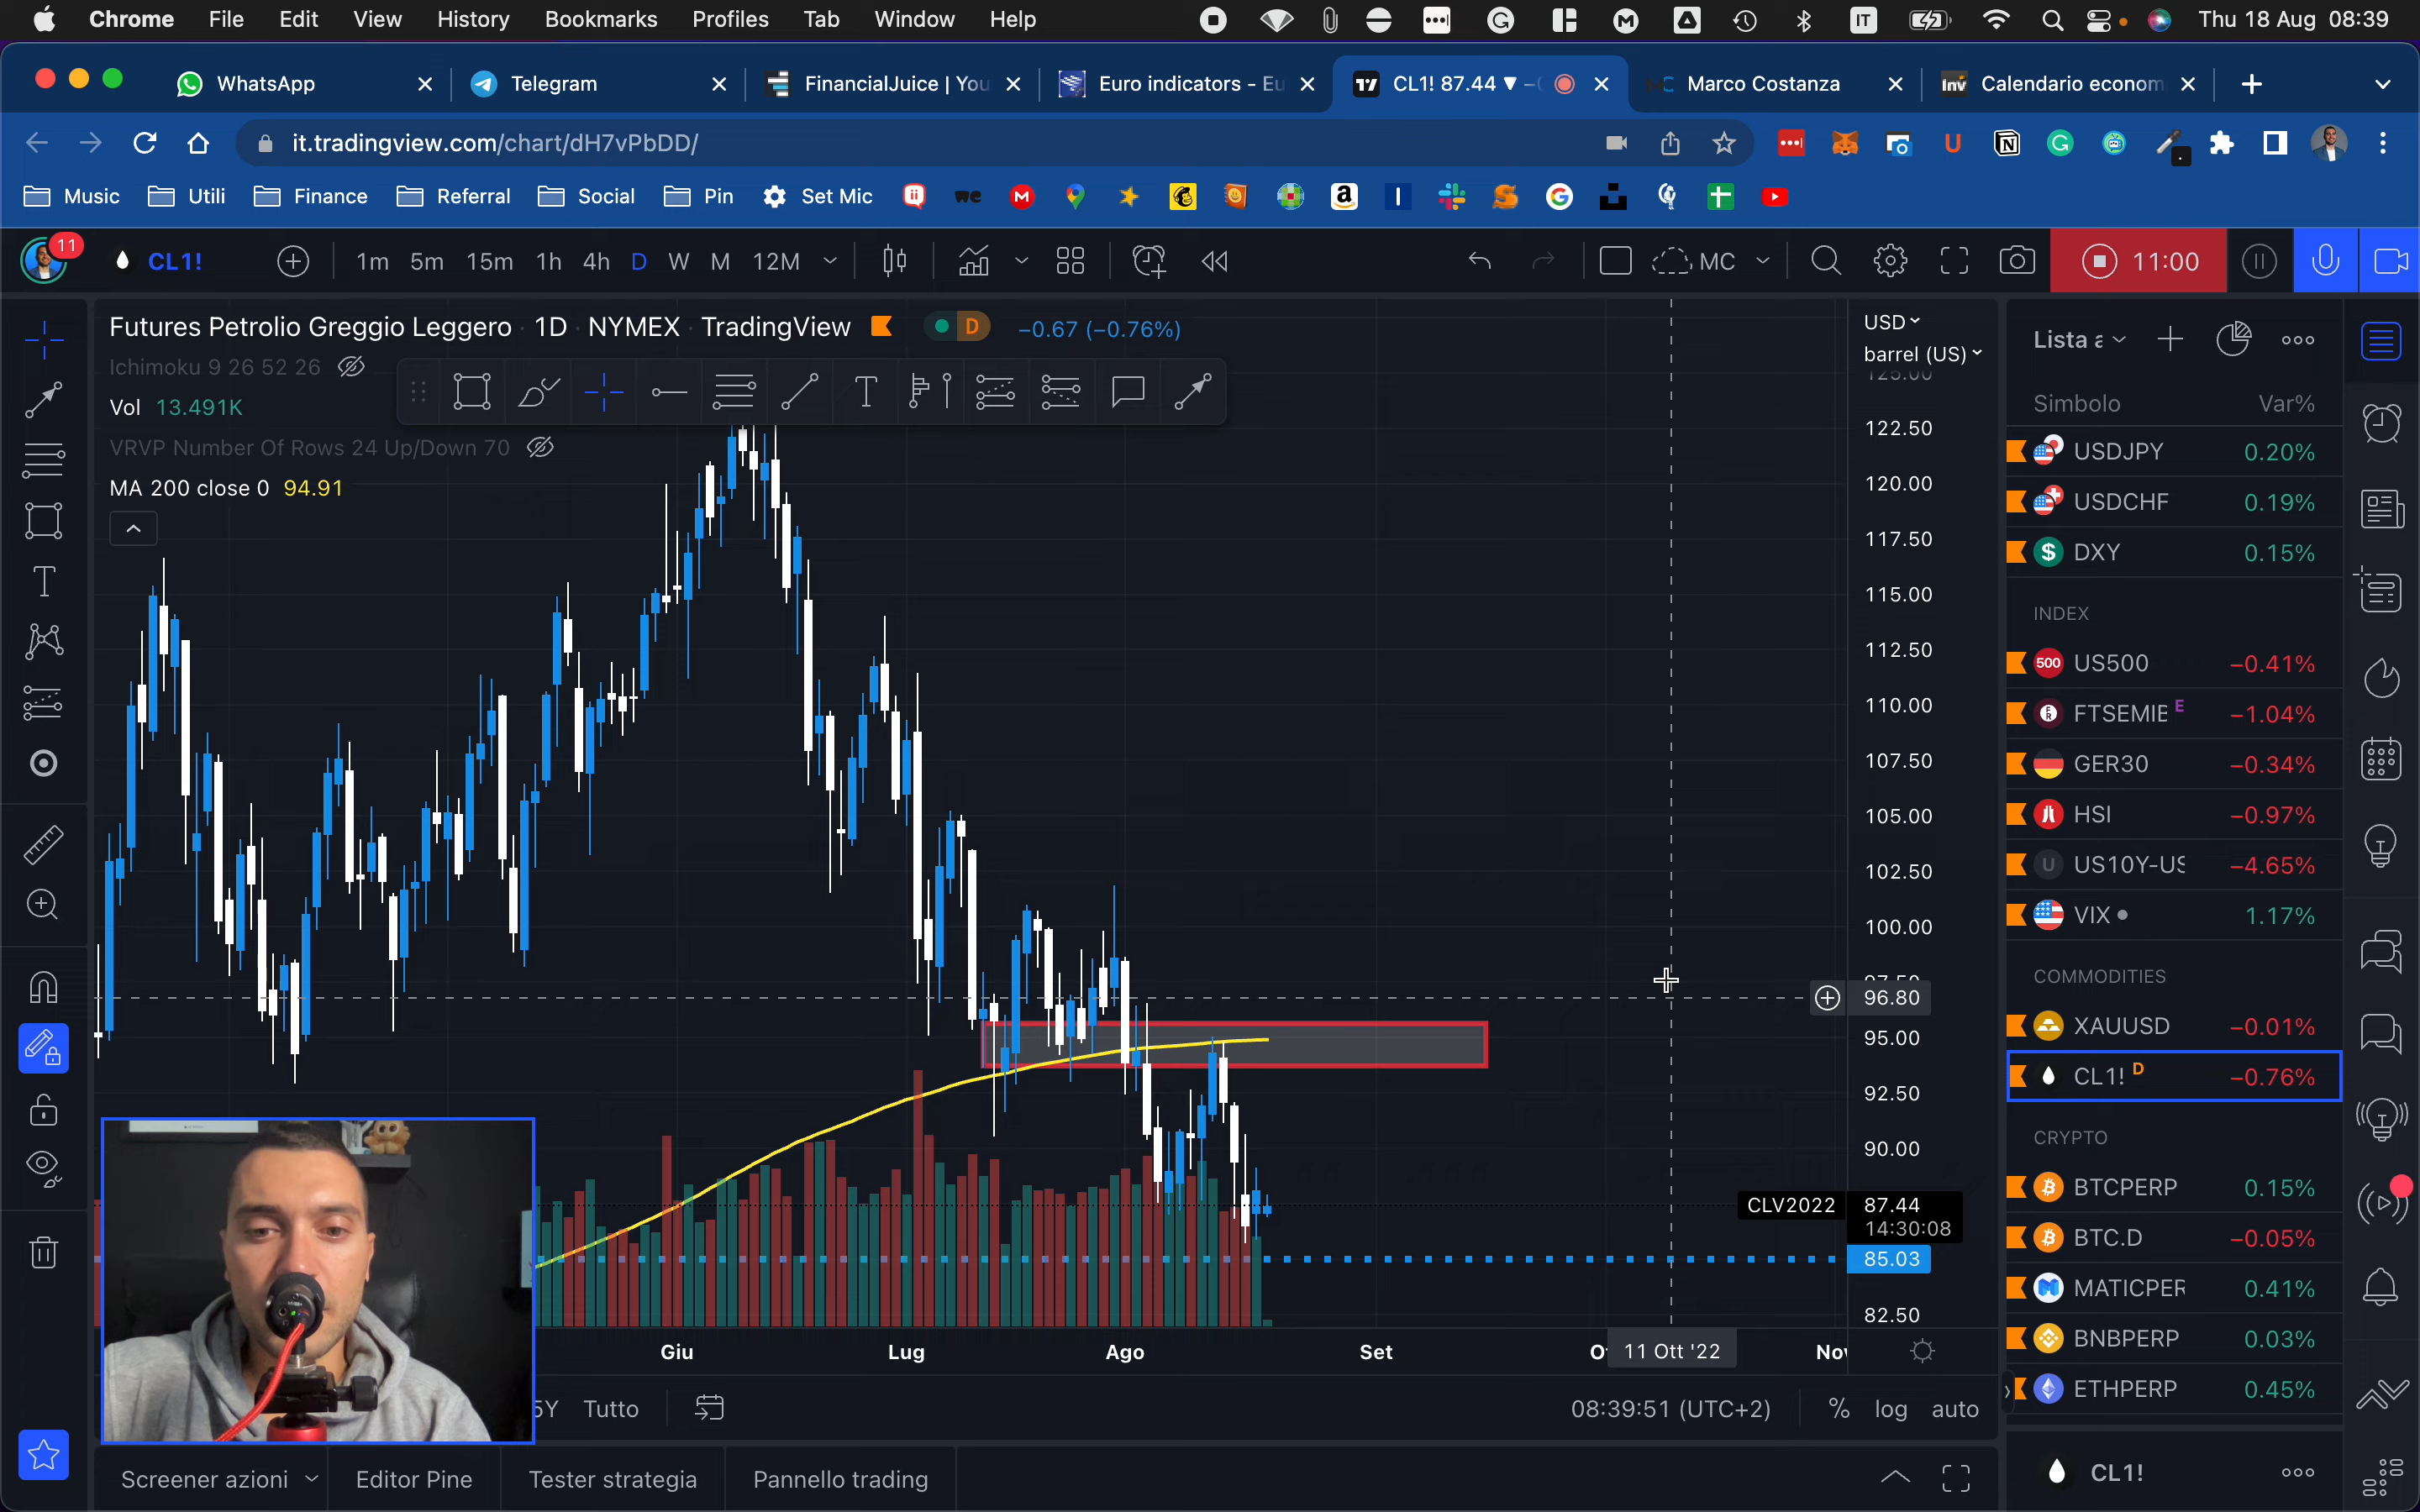 Chrome File Edit View History Bookmarks Profiles Tab Window Help IT Thu 18 Aug 08:39
WhatsApp Telegram FinancialJuice | You Euro indicators - Eu CL1! 87.44 ▼ Marco Costanza Inv Calendario econom
it.tradingview.com/chart/dH7vPbDD/
Music Utili Finance Referral Social Pin Set Mic we
11 CL1! 1m 5m 15m 1h 4h D W M 12M MC 11:00
Futures Petrolio Greggio Leggero · 1D · NYMEX · TradingView D −0.67 (−0.76%)
Ichimoku 9 26 52 26
Vol 13.491K
VRVP Number Of Rows 24 Up/Down 70
MA 200 close 0 94.91
USD
barrel (US)
125.00
122.50
120.00
117.50
115.00
112.50
110.00
107.50
105.00
102.50
100.00
97.50
96.80
95.00
92.50
90.00
CLV2022 87.44
14:30:08
85.03
82.50
Giu Lug Ago Set 11 Ott '22 Nov
5Y Tutto 08:39:51 (UTC+2) % log auto
Screener azioni Editor Pine Tester strategia Pannello trading
Lista a
Simbolo Var%
USDJPY 0.20%
USDCHF 0.19%
DXY 0.15%
INDEX
500 US500 −0.41%
FTSEMIB E −1.04%
GER30 −0.34%
HSI −0.97%
U US10Y-US −4.65%
VIX 1.17%
COMMODITIES
XAUUSD −0.01%
CL1! D −0.76%
CRYPTO
BTCPERP 0.15%
BTC.D −0.05%
MATICPER 0.41%
BNBPERP 0.03%
ETHPERP 0.45%
CL1!